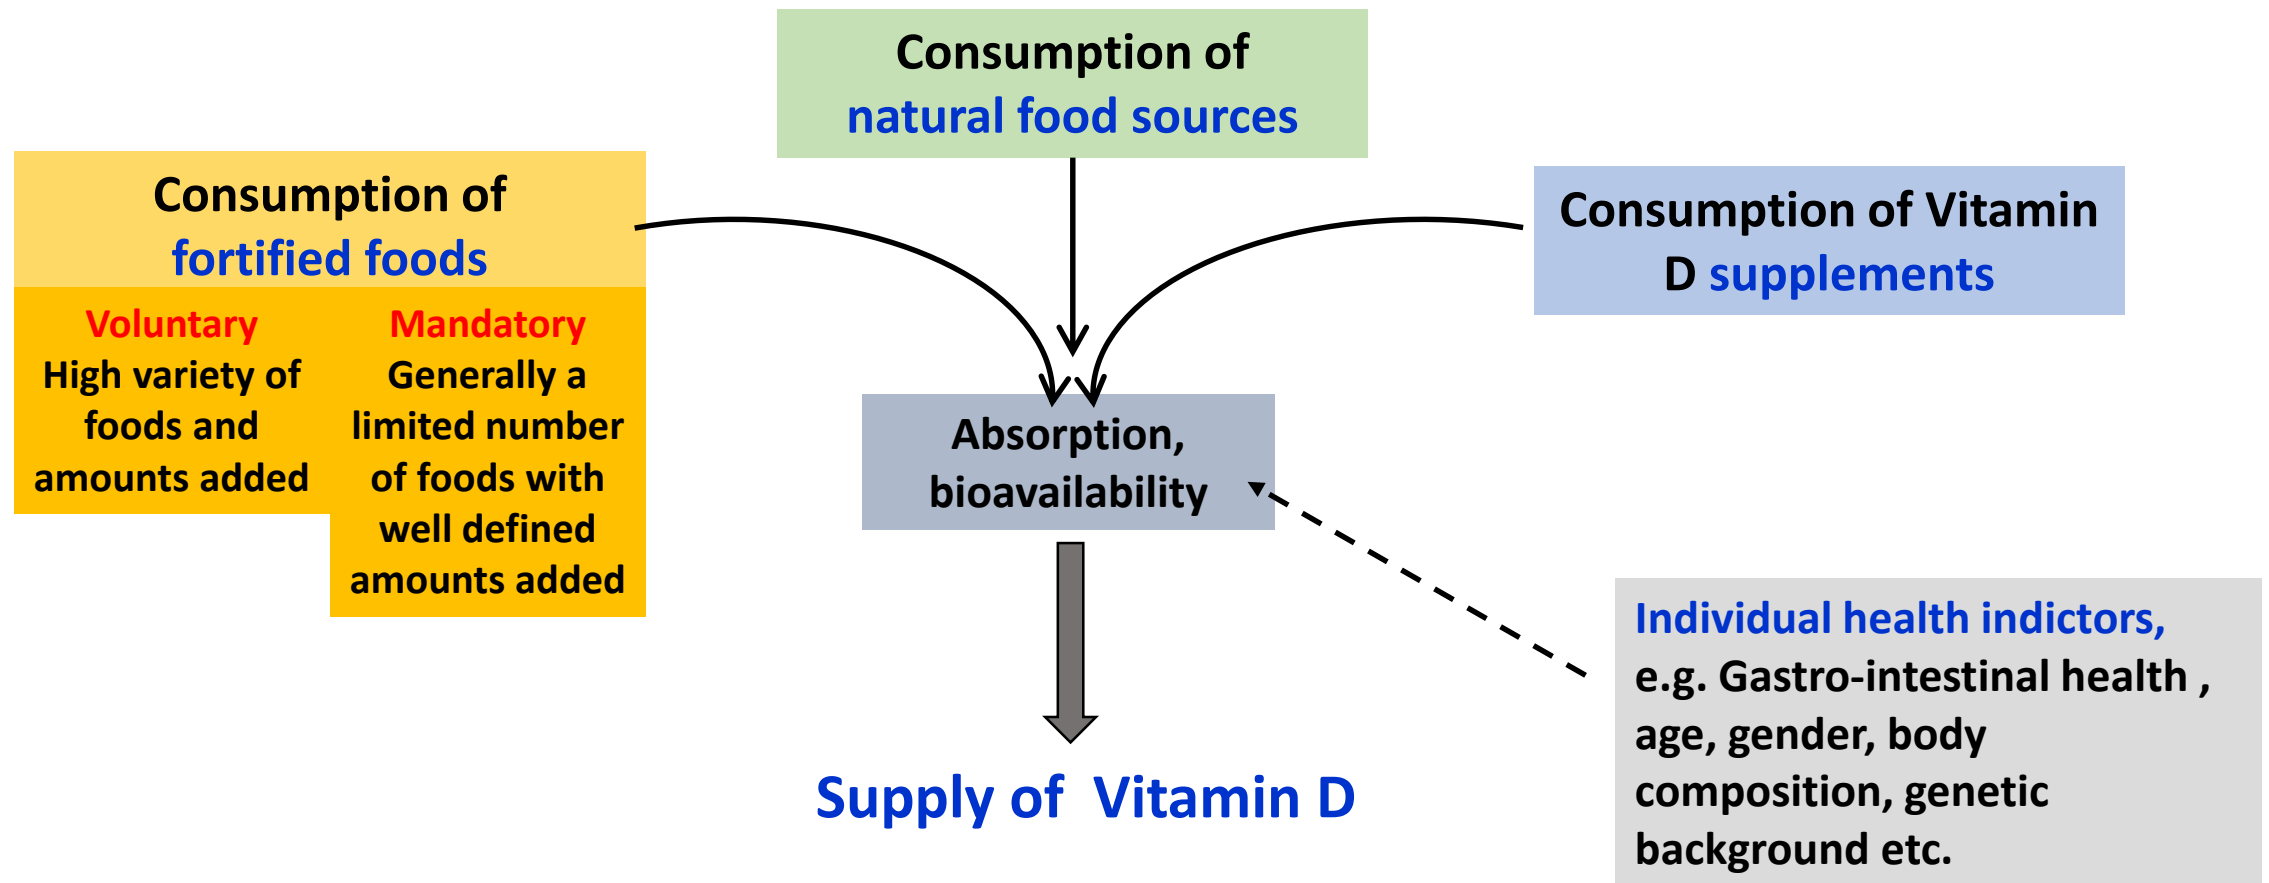 Consumption of
natural food sources
Consumption of
fortified foods
Voluntary
High variety of
foods and
amounts added
Mandatory
Generally a
limited number
of foods with
well defined
amounts added
Consumption of Vitamin
D supplements
Absorption,
bioavailability
Individual health indictors,
e.g. Gastro-intestinal health ,
age, gender, body
composition, genetic
background etc.
Supply of  Vitamin D